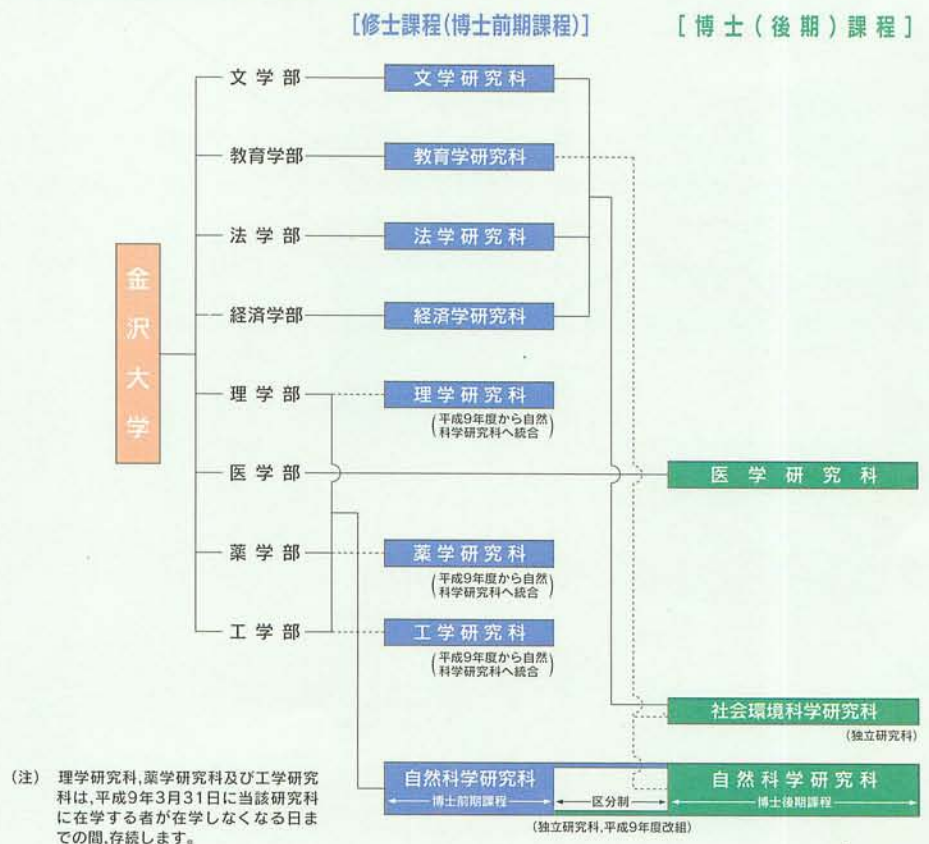 [修士課程(博士前期課程)]
[博士(後期)課程]
金沢大学
文学部
文学研究科
教育学部
教育学研究科
法学部
法学研究科
経済学部
経済学研究科
理学部
理学研究科
(平成9年度から自然
科学研究科へ統合)
医学部
医学研究科
薬学部
薬学研究科
(平成9年度から自然
科学研究科へ統合)
工学部
工学研究科
(平成9年度から自然
科学研究科へ統合)
社会環境科学研究科
(独立研究科)
自然科学研究科
博士前期課程
区分制
自然科学研究科
博士後期課程
(独立研究科,平成9年度改組)
(注) 理学研究科,薬学研究科及び工学研究
科は,平成9年3月31日に当該研究科
に在学する者が在学しなくなる日ま
での間,存続します。